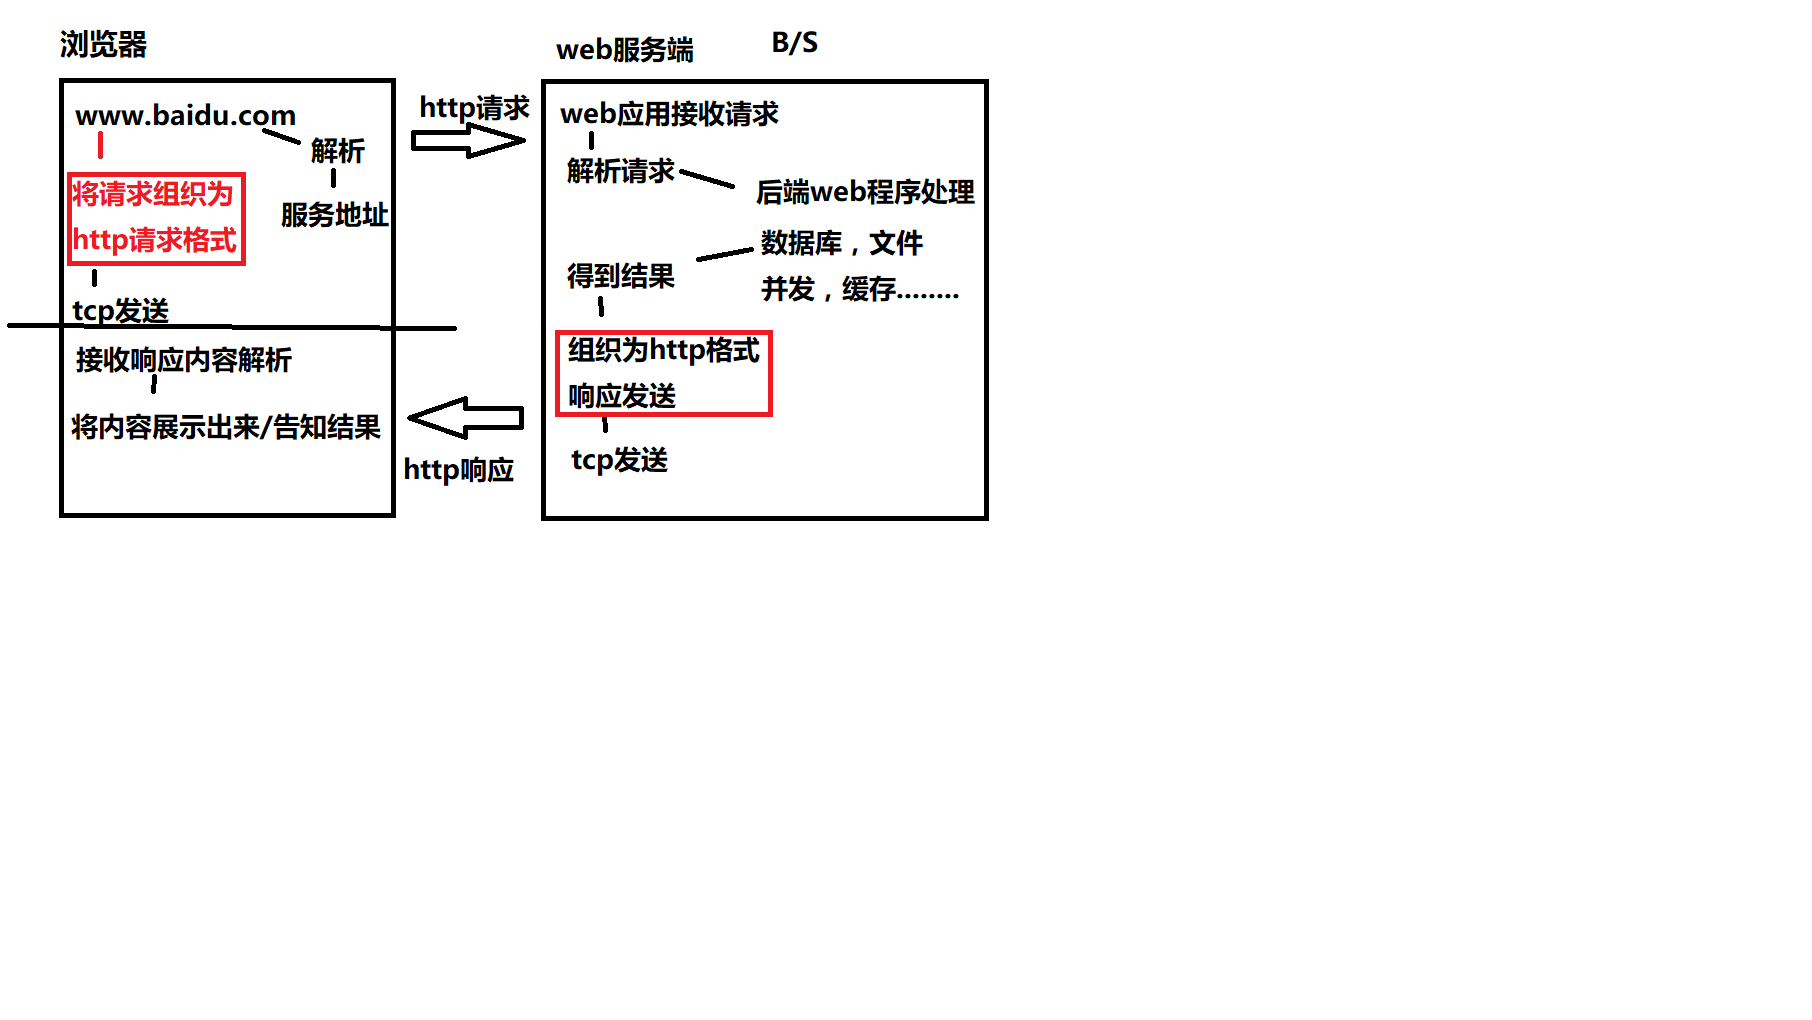 浏览器
www.baidu.com
解析
服务地址
将请求组织为
http请求格式
tcp发送
接收响应内容解析
将内容展示出来/告知结果
http请求
http响应
web服务端
B/S
web应用接收请求
解析请求
后端web程序处理
数据库，文件
并发，缓存........
得到结果
组织为http格式
响应发送
tcp发送